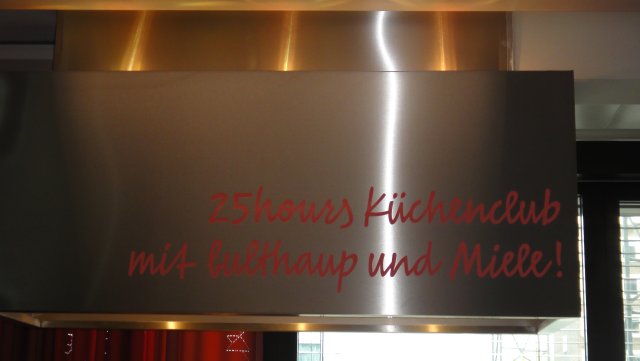 25hours Küchenclub
mit bulthaup und Miele!